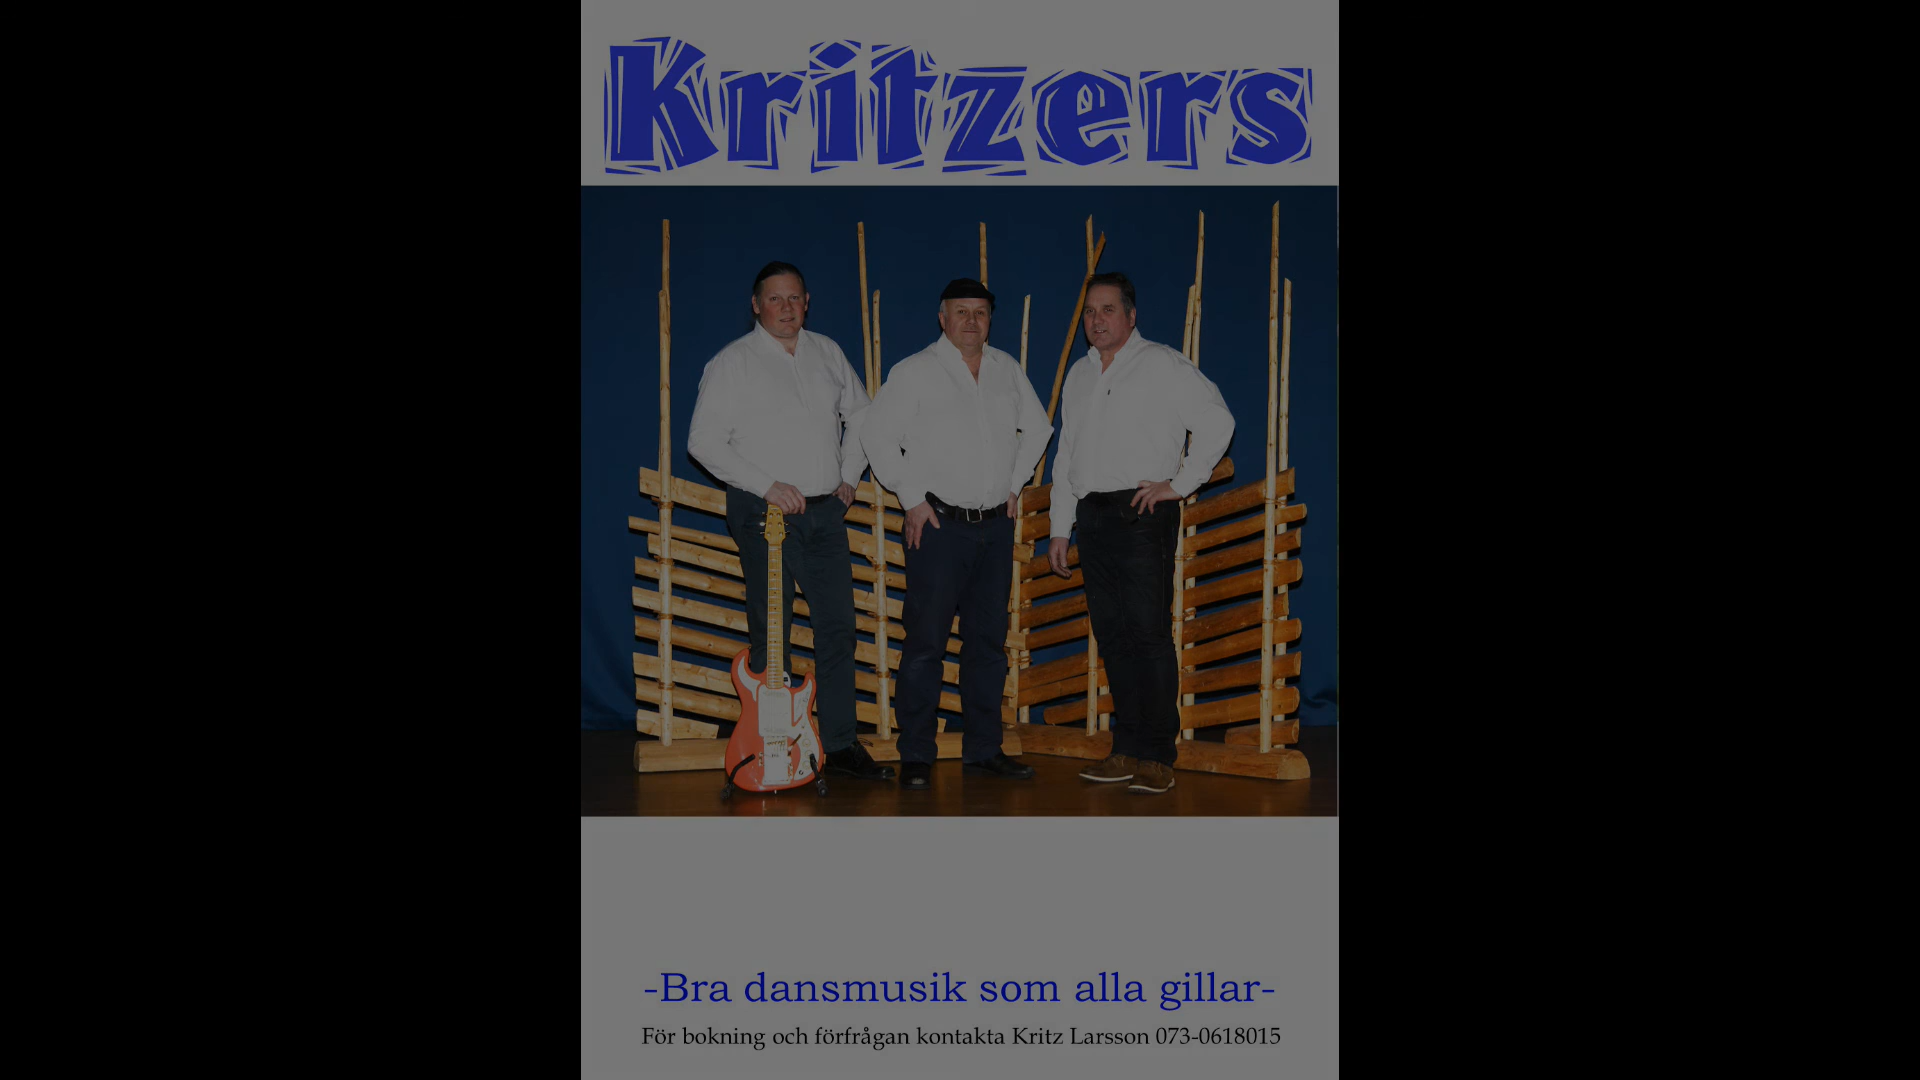 Kritzers
-Bra dansmusik som alla gillar-
För bokning och förfrågan kontakta Kritz Larsson 073-0618015